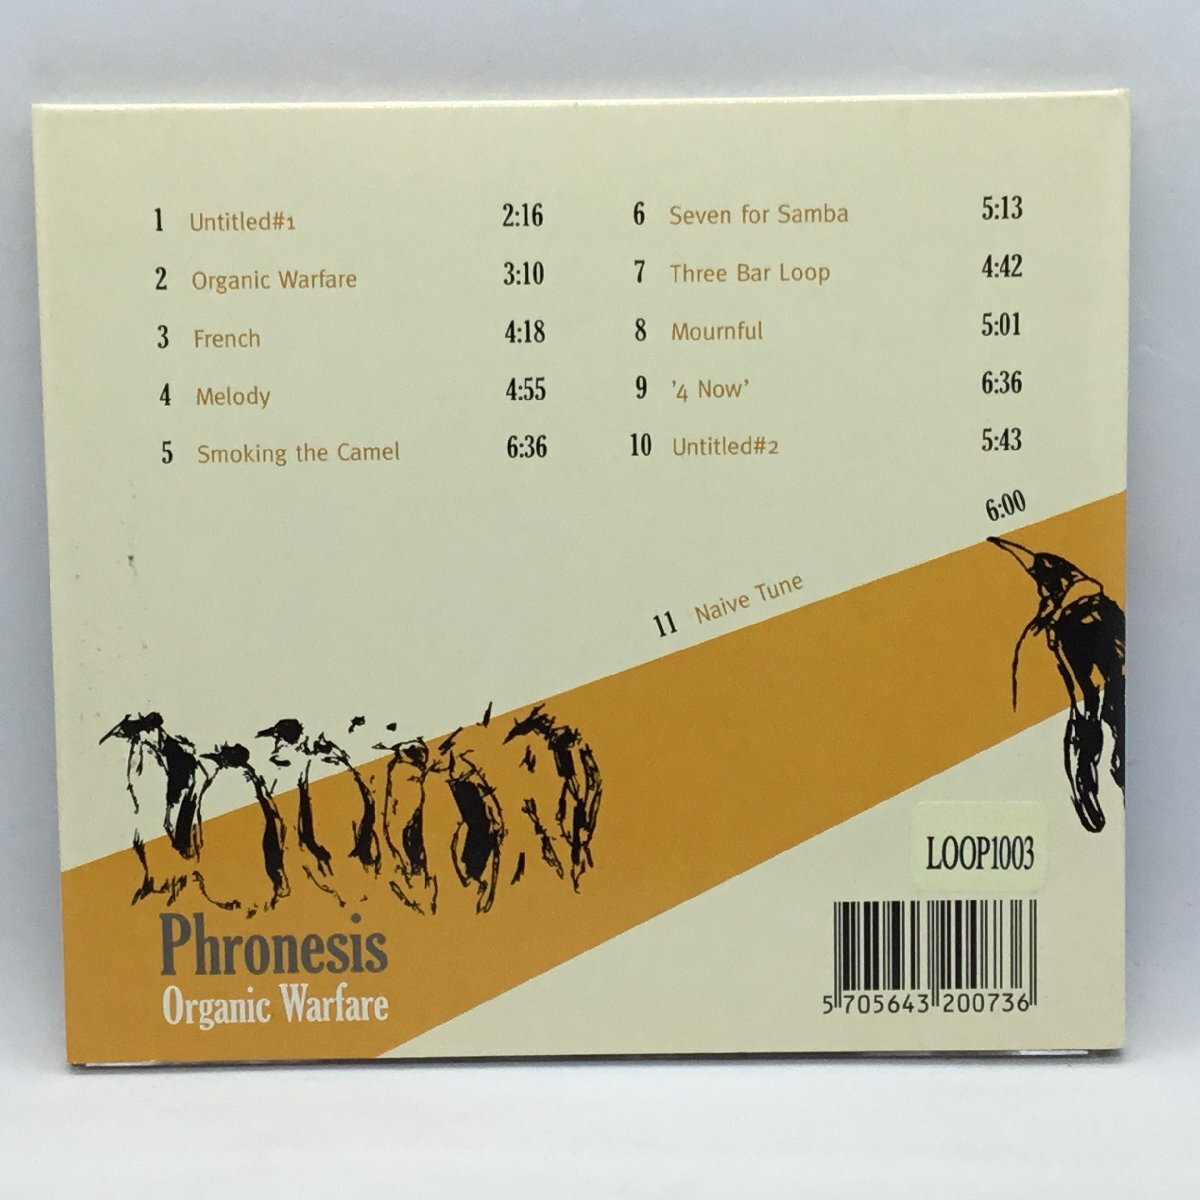 1 Untitled#1 2:16
2 Organic Warfare 3:10
3 French 4:18
4 Melody 4:55
5 Smoking the Camel 6:36
6 Seven for Samba 5:13
7 Three Bar Loop 4:42
8 Mournful 5:01
9 '4 Now' 6:36
10 Untitled#2 5:43
11 Naive Tune 6:00
Phronesis
Organic Warfare
LOOP1003
5 705643 200736